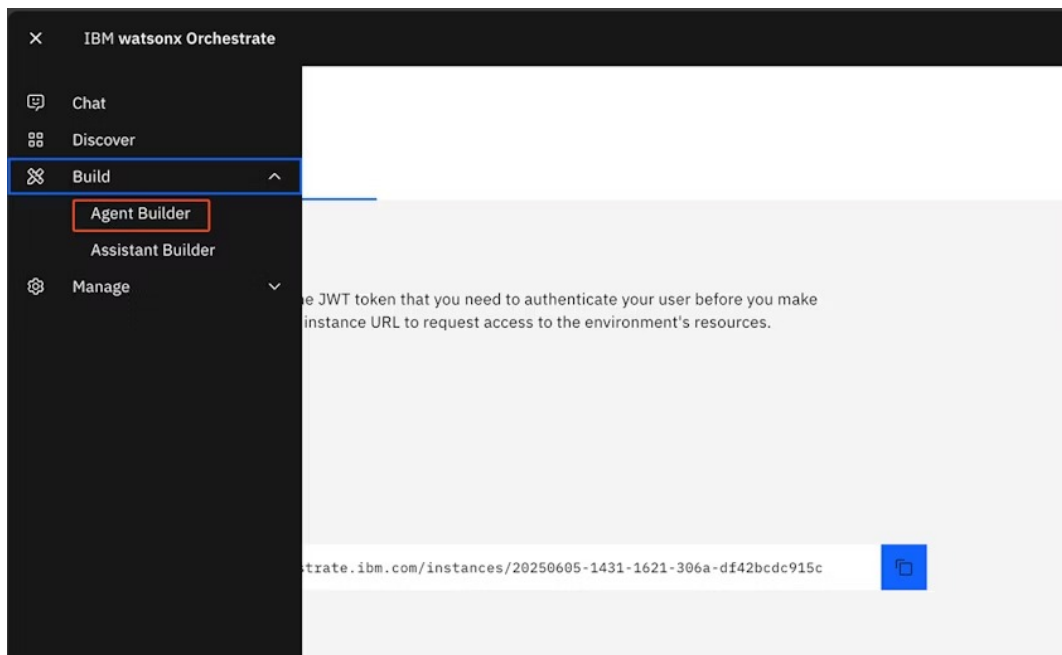 IBM watsonx Orchestrate
Chat
Discover
Build
Agent Builder
Assistant Builder
Manage
JWT token that you need to authenticate your user before you make
instance URL to request access to the environment's resources.
strate.ibm.com/instances/20250605-1431-1621-306a-df42bcdc915c